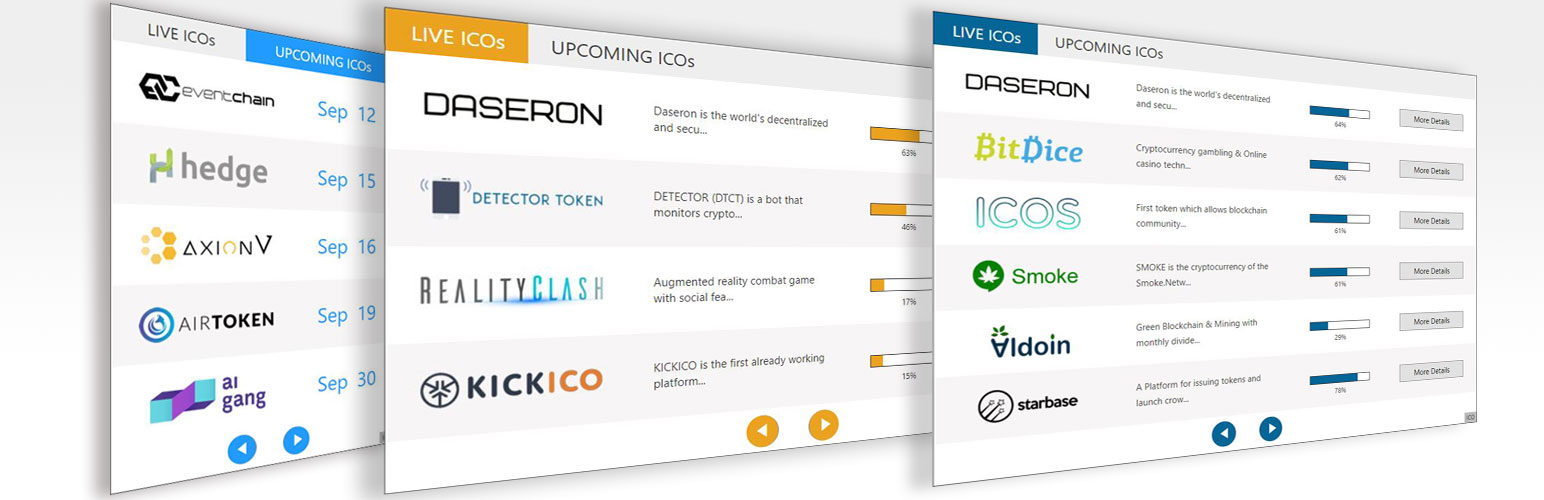 LIVE ICOs
UPCOMING ICOs
eventchain
Sep 12
hedge
Sep 15
AXIONV
Sep 16
AIRTOKEN
Sep 19
ai
gang
Sep 30
LIVE ICOs
UPCOMING ICOs
DASERON
Daseron is the world's decentralized
and secu...
63%
DETECTOR TOKEN
DETECTOR (DTCT) is a bot that
monitors crypto...
46%
REALITYCLASH
Augmented reality combat game
with social fea...
17%
KICKICO
KICKICO is the first already working
platform...
15%
LIVE ICOs
UPCOMING ICOs
DASERON
Daseron is the world's decentralized
and secu...
64%
More Details
BitDice
Cryptocurrency gambling & Online
casino techn...
62%
More Details
ICOS
First token which allows blockchain
community...
61%
More Details
Smoke
SMOKE is the cryptocurrency of the
Smoke.Netw...
61%
More Details
Aldoin
Green Blockchain & Mining with
monthly divide...
29%
More Details
starbase
A Platform for issuing tokens and
launch crow...
78%
More Details
ICO